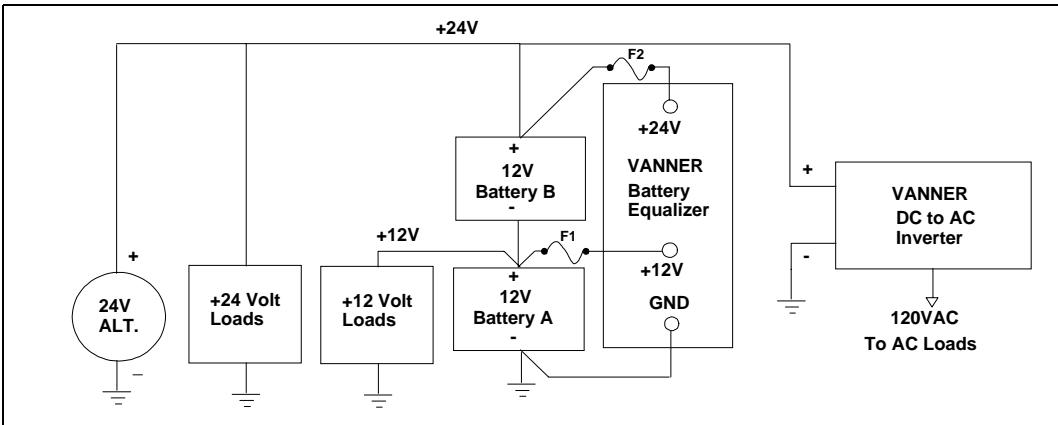 +24V
F2
+24V
VANNER
Battery
Equalizer
+12V
GND
+
12V
Battery B
-
+12V
F1
+
12V
Battery A
-
+
24V
ALT.
–
+24 Volt
Loads
+12 Volt
Loads
+
-
VANNER
DC to AC
Inverter
120VAC
To AC Loads